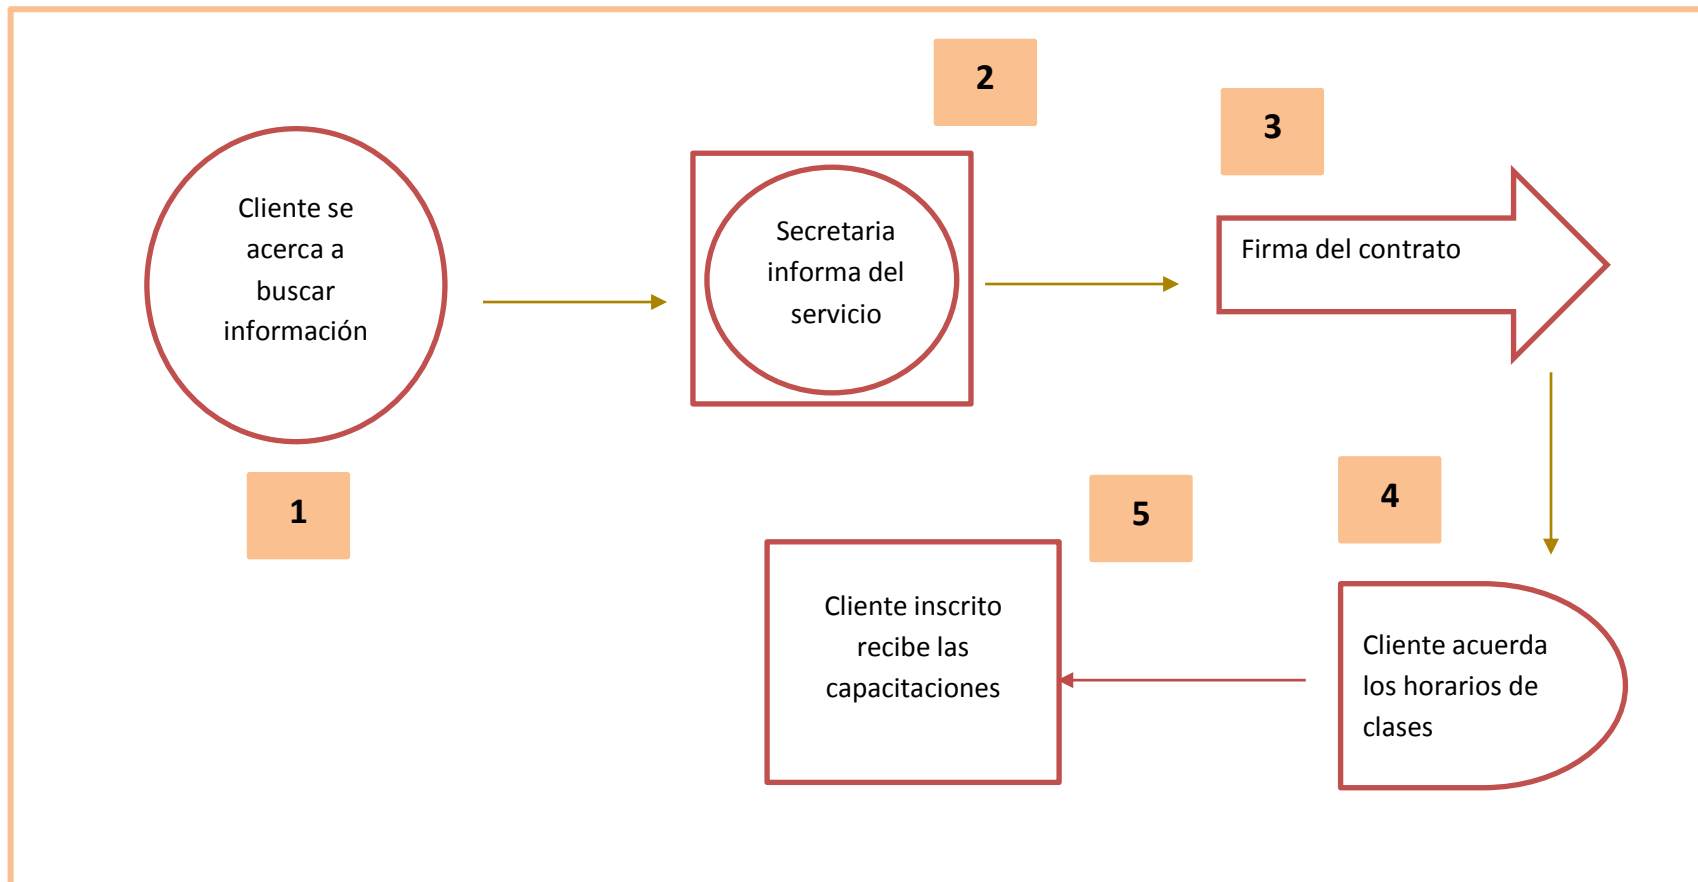 Cliente se
acerca a
buscar
información
1
2
Secretaria
informa del
servicio
3
Firma del contrato
4
Cliente acuerda
los horarios de
clases
5
Cliente inscrito
recibe las
capacitaciones